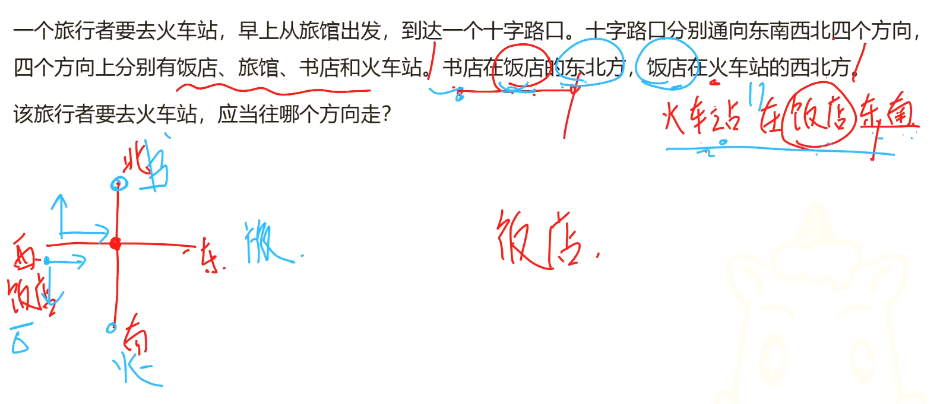 一个旅行者要去火车站，早上从旅馆出发，到达一个十字路口。十字路口分别通向东南西北四个方向，
四个方向上分别有饭店、旅馆、书店和火车站。书店在饭店的东北方，饭店在火车站的西北方。
该旅行者要去火车站，应当往哪个方向走？
火车站在饭店东南
北 书
西 东.
饭店
饭店.
南
火